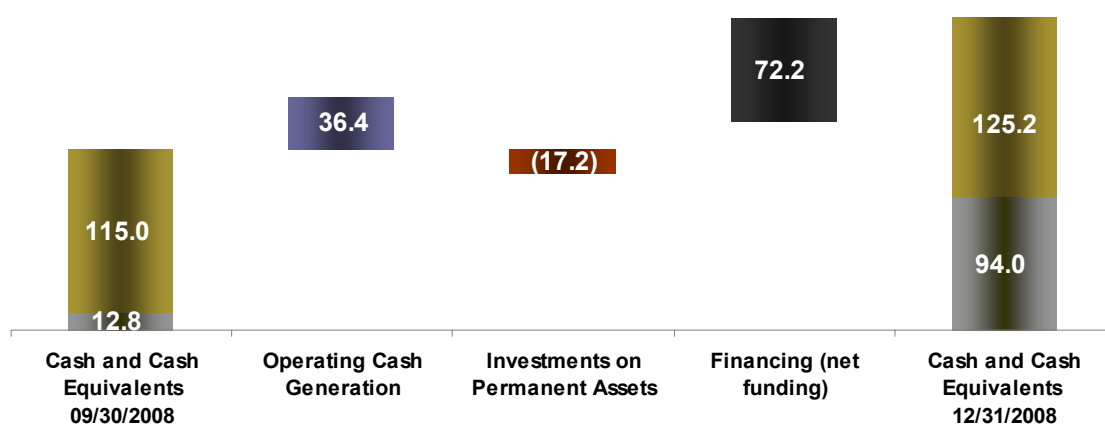 72.2
36.4
125.2
(17.2)
115.0
94.0
12.8
Cash and Cash
Equivalents
09/30/2008
Operating Cash
Generation
Investments on
Permanent Assets
Financing (net
funding)
Cash and Cash
Equivalents
12/31/2008